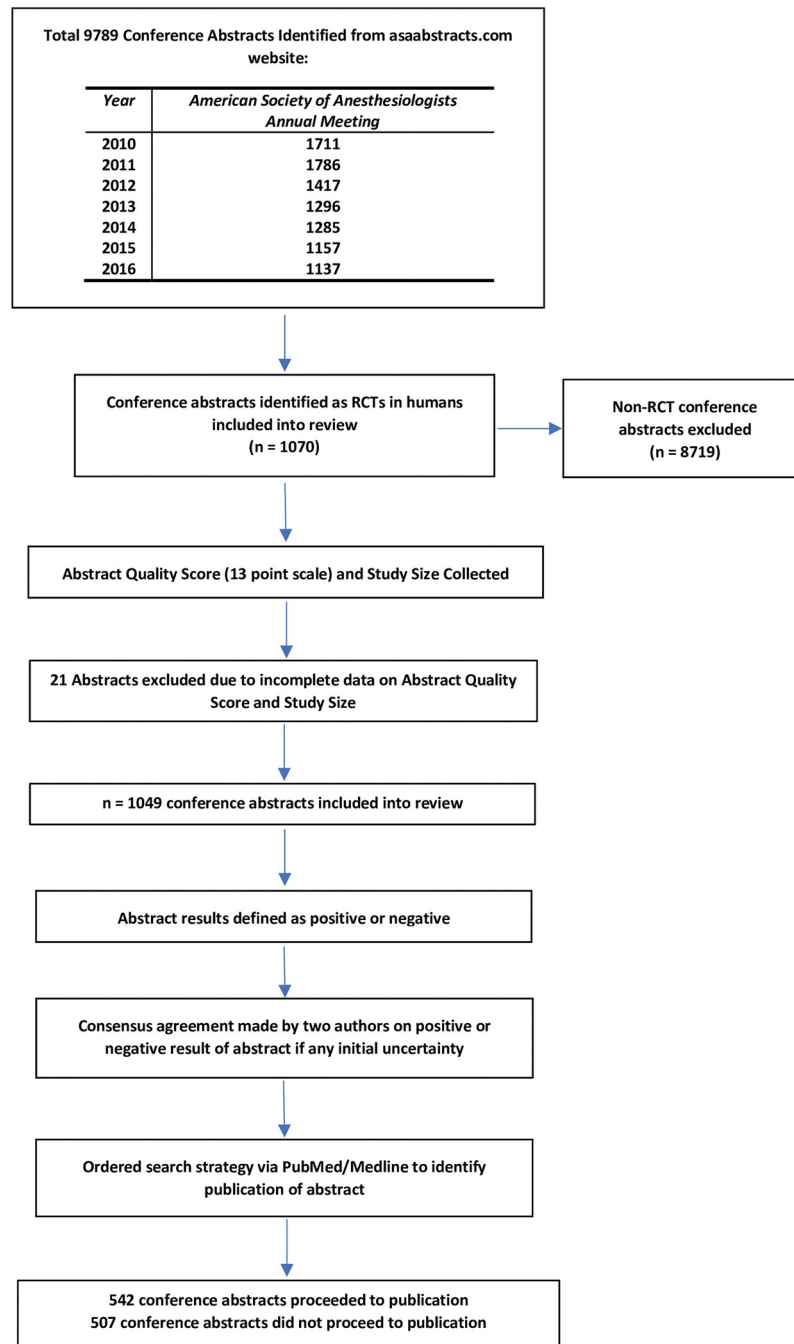 Total 9789 Conference Abstracts Identified from asaabstracts.com
website:
Year American Society of Anesthesiologists
Annual Meeting
2010 1711
2011 1786
2012 1417
2013 1296
2014 1285
2015 1157
2016 1137
Conference abstracts identified as RCTs in humans
included into review
(n = 1070)
Non-RCT conference
abstracts excluded
(n = 8719)
Abstract Quality Score (13 point scale) and Study Size Collected
21 Abstracts excluded due to incomplete data on Abstract Quality
Score and Study Size
n = 1049 conference abstracts included into review
Abstract results defined as positive or negative
Consensus agreement made by two authors on positive or
negative result of abstract if any initial uncertainty
Ordered search strategy via PubMed/Medline to identify
publication of abstract
542 conference abstracts proceeded to publication
507 conference abstracts did not proceed to publication